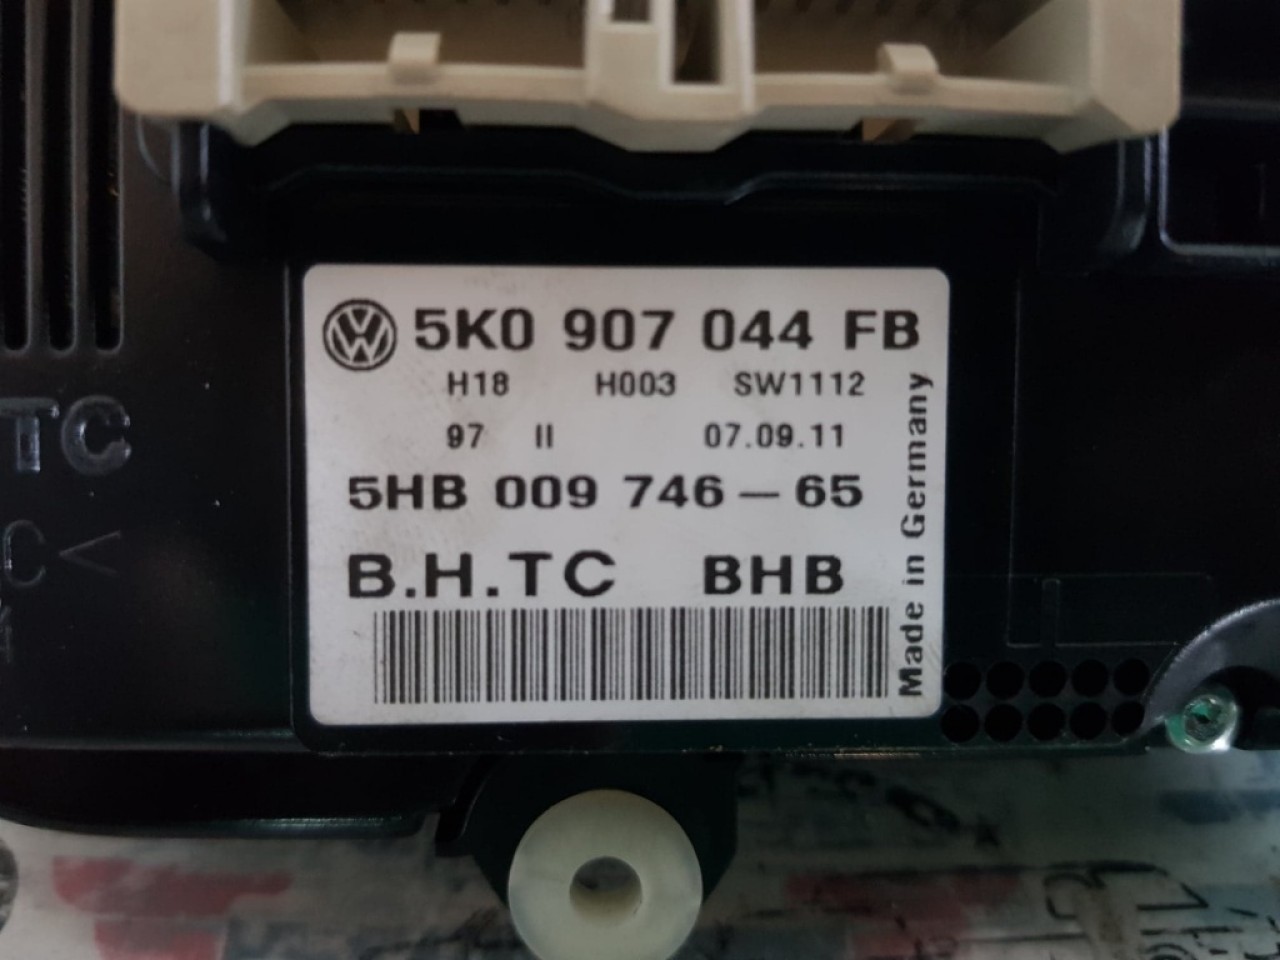 5K0 907 044 FB
H18 H003 SW1112
97 II 07.09.11
5HB 009 746-65
B.H.TC BHB
Made in Germany
TC
C<